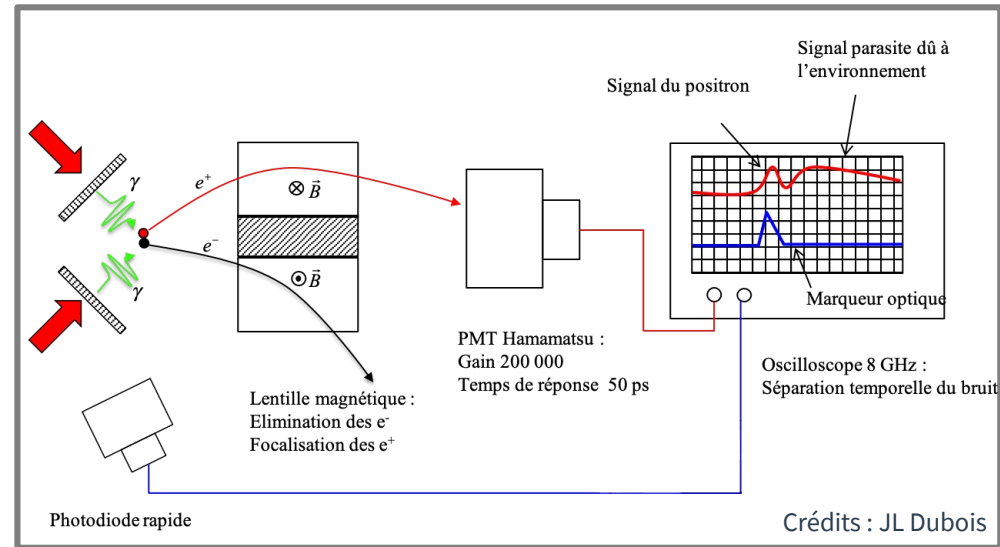 Signal parasite dû à
l'environnement
Signal du positron
γ
e⁺
⊗ B⃗
e⁻
γ
⊙ B⃗
Marqueur optique
PMT Hamamatsu :
Gain 200 000
Temps de réponse 50 ps
Oscilloscope 8 GHz :
Séparation temporelle du bruit
Lentille magnétique :
Elimination des e⁻
Focalisation des e⁺
Photodiode rapide
Crédits : JL Dubois